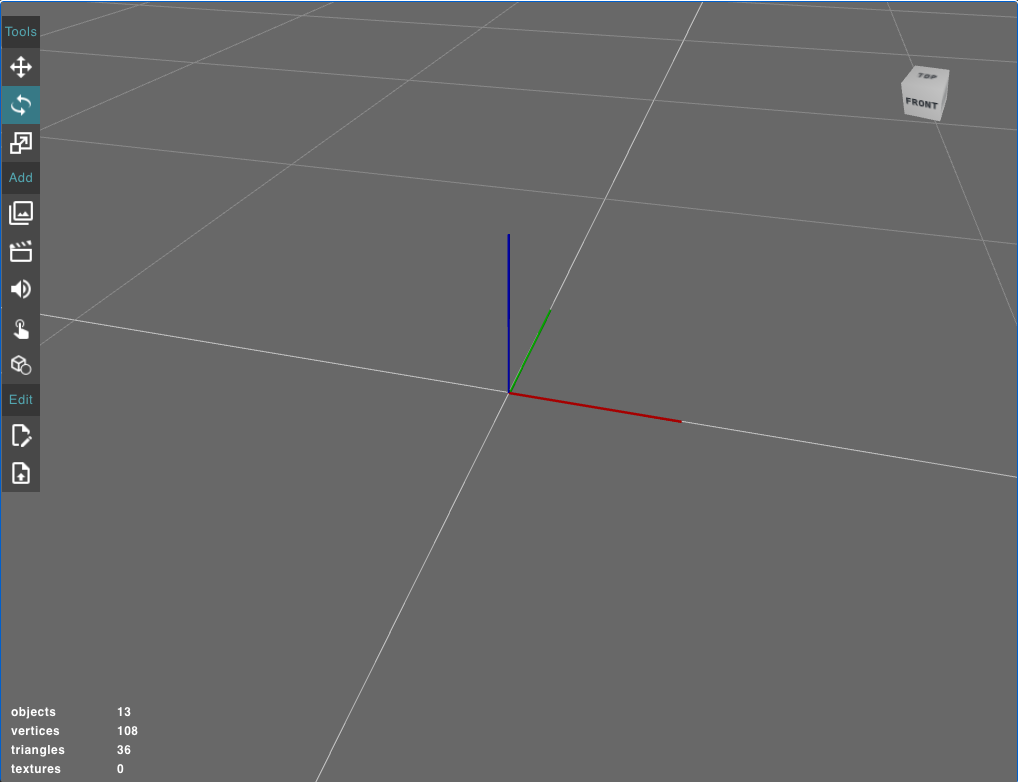 Tools
TOP
FRONT
Add
Edit
objects 13
vertices 108
triangles 36
textures 0